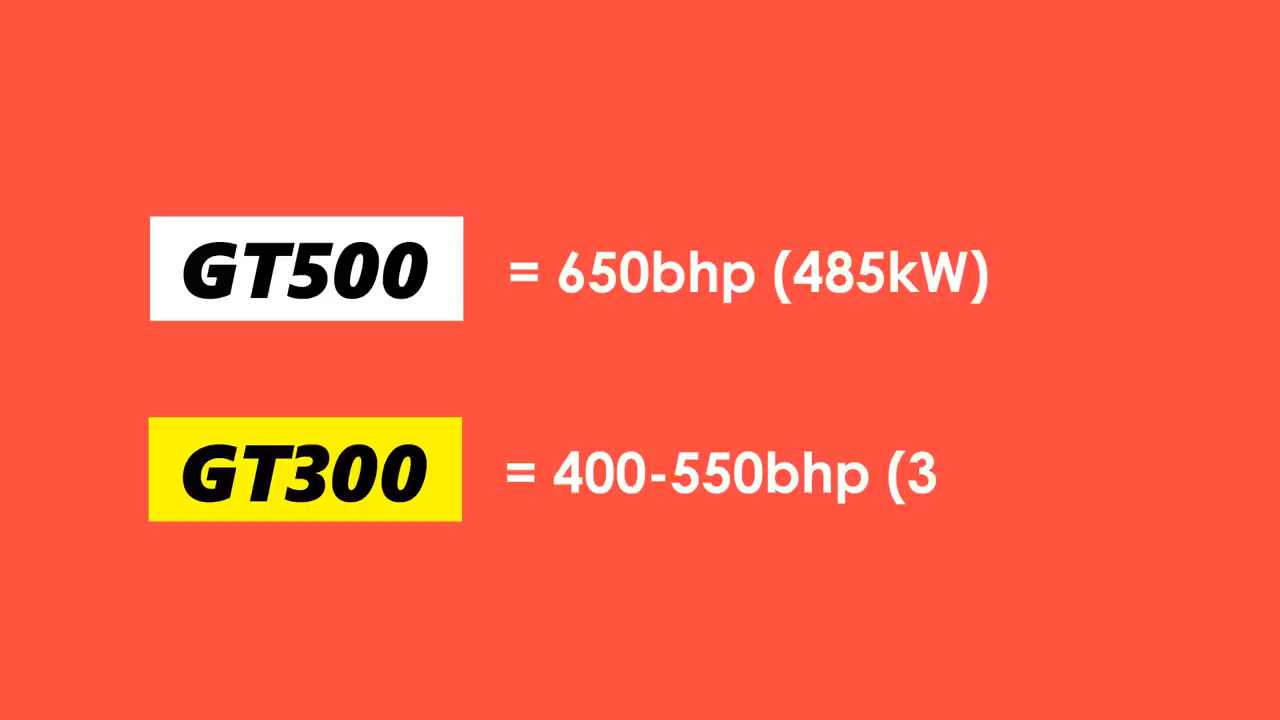 GT500 = 650bhp (485kW)
GT300 = 400-550bhp (3